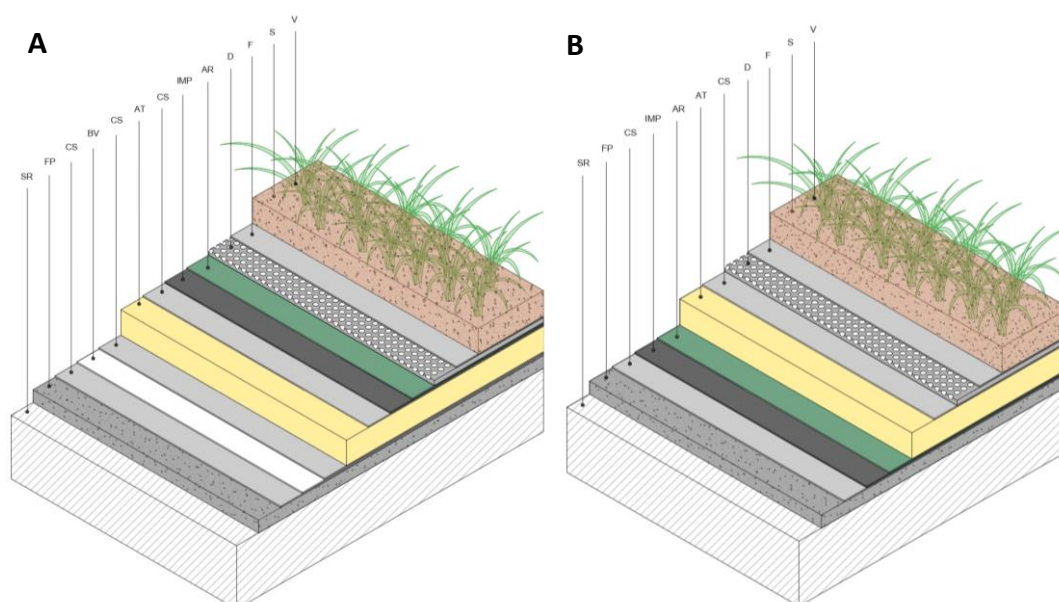 A
SR FP CS BV CS AT CS IMP AR D F S V
B
SR FP CS IMP AR AT CS D F S V